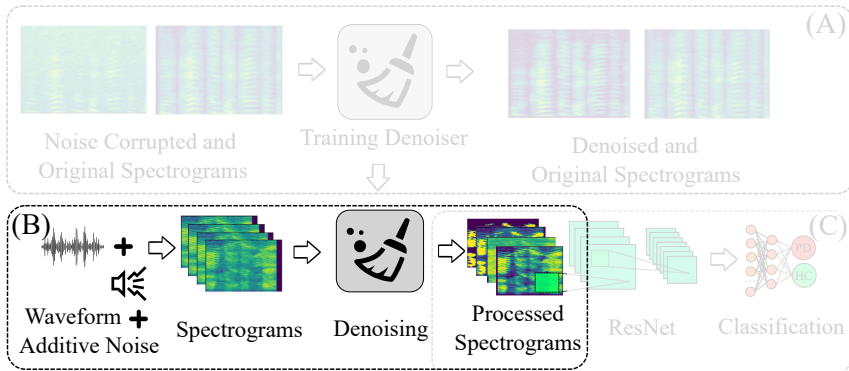 (A)
Noise Corrupted and
Original Spectrograms
Training Denoiser
Denoised and
Original Spectrograms
(B)
(C)
Waveform +
Additive Noise
Spectrograms
Denoising
Processed
Spectrograms
ResNet
Classification
PD
HC